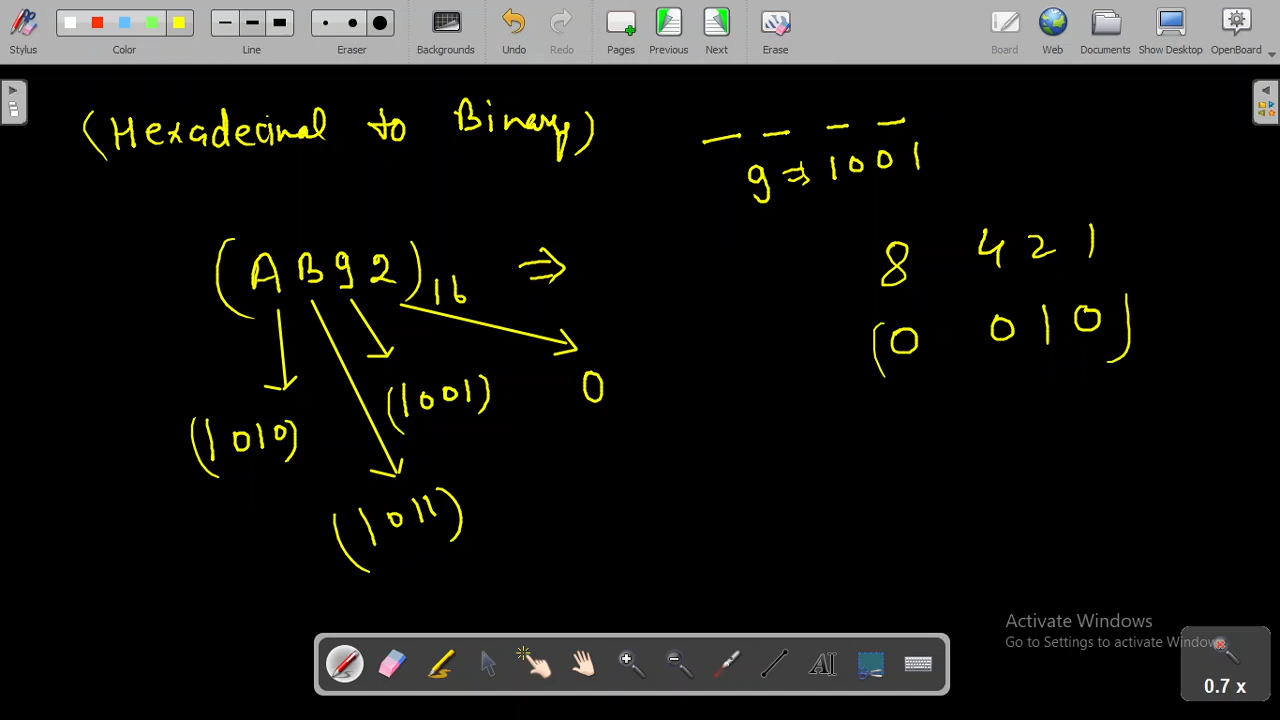 Stylus
Color
Line
Eraser
Backgrounds
Undo
Redo
Pages
Previous
Next
Erase
Board
Web
Documents
Show Desktop
OpenBoard
(Hexadecimal to Binary)
9 ⇒ 1001
(AB92)16 ⇒
8 4 2 1
(0 0 1 0)
(1001)
0
(1010)
(1011)
Activate Windows
Go to Settings to activate Windows
0.7 x